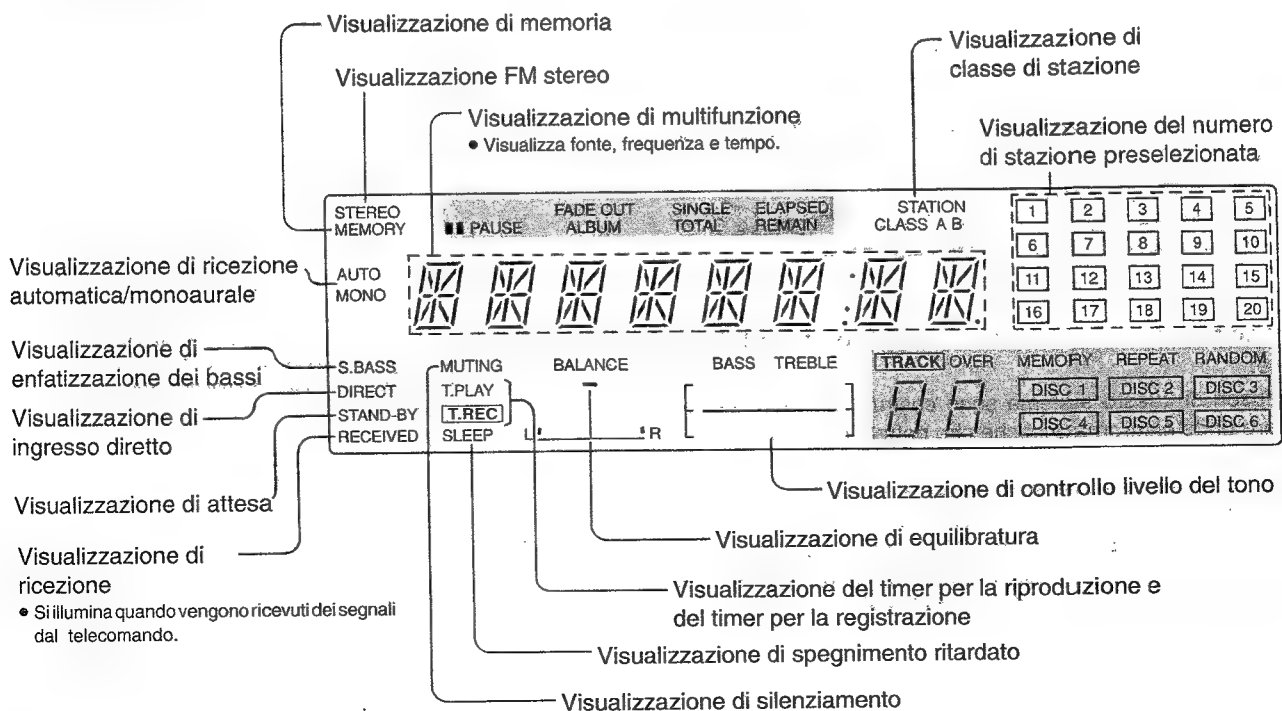 Visualizzazione di memoria
Visualizzazione di
classe di stazione
Visualizzazione FM stereo
Visualizzazione di multifunzione
• Visualizza fonte, frequenza e tempo.
Visualizzazione del numero
di stazione preselezionata
STEREO
MEMORY
PAUSE
FADE OUT
ALBUM
SINGLE
TOTAL
ELAPSED
REMAIN
STATION
CLASS A B
1 2 3 4 5
6 7 8 9 10
11 12 13 14 15
16 17 18 19 20
Visualizzazione di ricezione
automatica/monoaurale
AUTO
MONO
Visualizzazione di
enfatizzazione dei bassi
Visualizzazione di
ingresso diretto
S.BASS
DIRECT
STAND-BY
RECEIVED
MUTING
T.PLAY
T.REC
SLEEP
BALANCE
L R
BASS TREBLE
TRACK OVER MEMORY REPEAT RANDOM
DISC 1 DISC 2 DISC 3
DISC 4 DISC 5 DISC 6
Visualizzazione di attesa
Visualizzazione di
ricezione
• Si illumina quando vengono ricevuti dei segnali
dal telecomando.
Visualizzazione di controllo livello del tono
Visualizzazione di equilibratura
Visualizzazione del timer per la riproduzione e
del timer per la registrazione
Visualizzazione di spegnimento ritardato
Visualizzazione di silenziamento